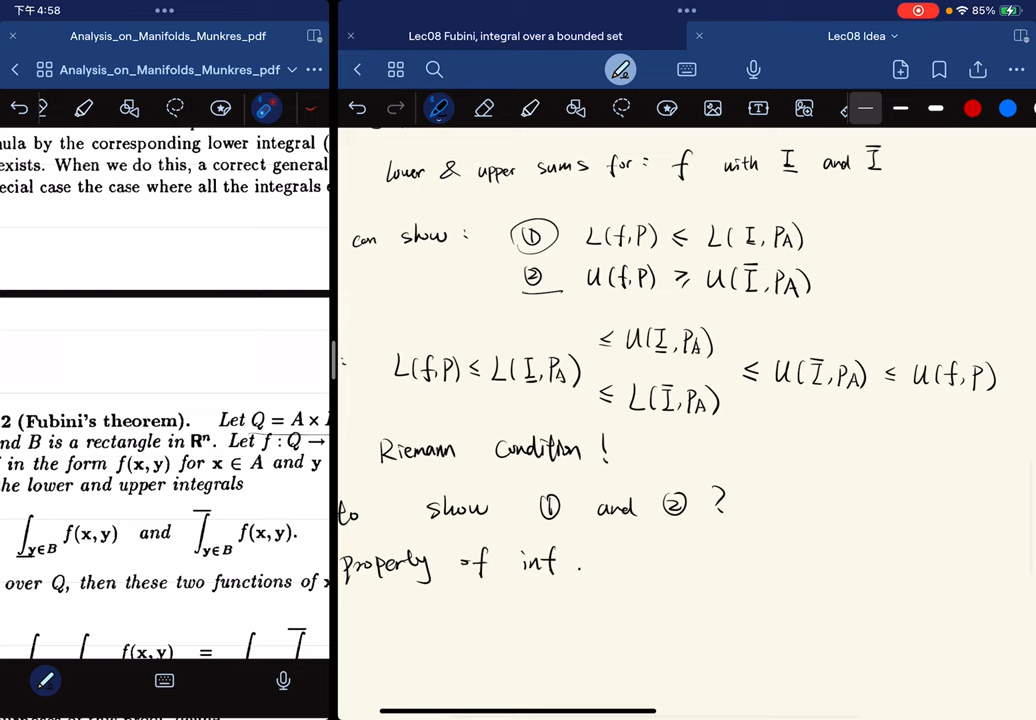 下午4:58
85%
Analysis_on_Manifolds_Munkres_pdf
Analysis_on_Manifolds_Munkres_pdf
ula by the corresponding lower integral (
exists. When we do this, a correct general
ecial case the case where all the integrals
2 (Fubini's theorem). Let Q = A ×
nd B is a rectangle in Rⁿ. Let f : Q →
f in the form f(x,y) for x ∈ A and y
the lower and upper integrals
∫_{y∈B} f(x,y) and ∫̅_{y∈B} f(x,y).
over Q, then these two functions of x
∫ ∫ f(x,y) = ∫ ∫̅
Lec08 Fubini, integral over a bounded set
Lec08 Idea
lower & upper sums for: f with I̲ and I̅
can show: ① L(f,P) ≤ L(I̲,P_A)
② U(f,P) ≥ U(I̅,P_A)
: L(f,P) ≤ L(I̲,P_A) ≤ U(I̲,P_A)
≤ L(I̅,P_A) ≤ U(I̅,P_A) ≤ U(f,P)
Riemann Condition!
to show ① and ②?
property of inf.